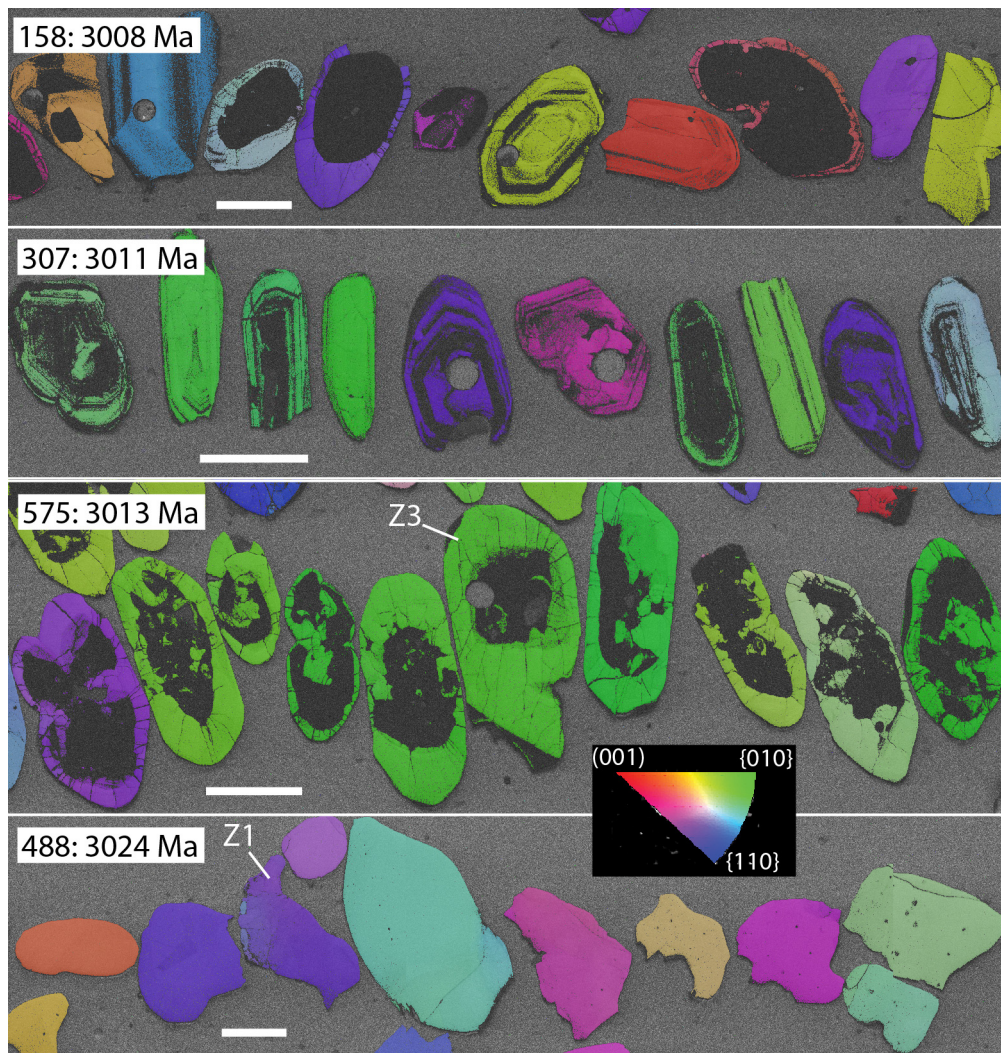 158: 3008 Ma
307: 3011 Ma
575: 3013 Ma
Z3
(001)
{010}
{110}
488: 3024 Ma
Z1